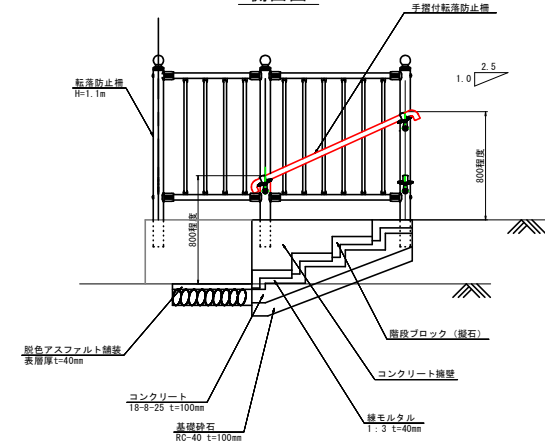 手摺付転落防止柵
2.5
1.0
転落防止柵
H=1.1m
800程度
800程度
脱色アスファルト舗装
表層厚t=40mm
階段ブロック（擬石）
コンクリート擁壁
コンクリート
18-8-25 t=100mm
練モルタル
1：3 t=40mm
基礎砕石
RC-40 t=100mm